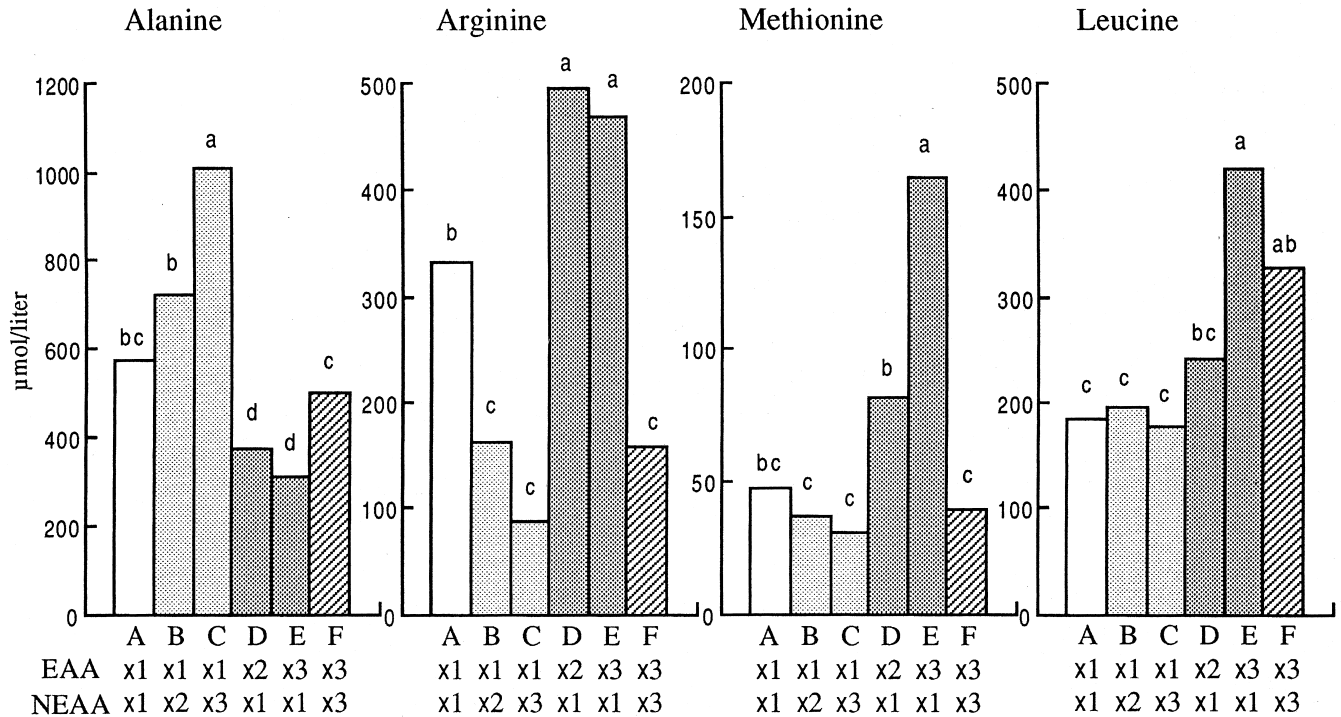 Alanine Arginine Methionine Leucine
1200 500 200 500
a a a a
1000 400 150 400
b b b ab
800 300 100 300
bc c bc bc
600 200 50 200
c c c c c c c c
400 100 0 100
d d
200 0 0
0
µmol/liter
A B C D E F A B C D E F A B C D E F A B C D E F
EAA x1 x1 x1 x2 x3 x3 x1 x1 x1 x2 x3 x3 x1 x1 x1 x2 x3 x3 x1 x1 x1 x2 x3 x3
NEAA x1 x2 x3 x1 x1 x3 x1 x2 x3 x1 x1 x3 x1 x2 x3 x1 x1 x3 x1 x2 x3 x1 x1 x3